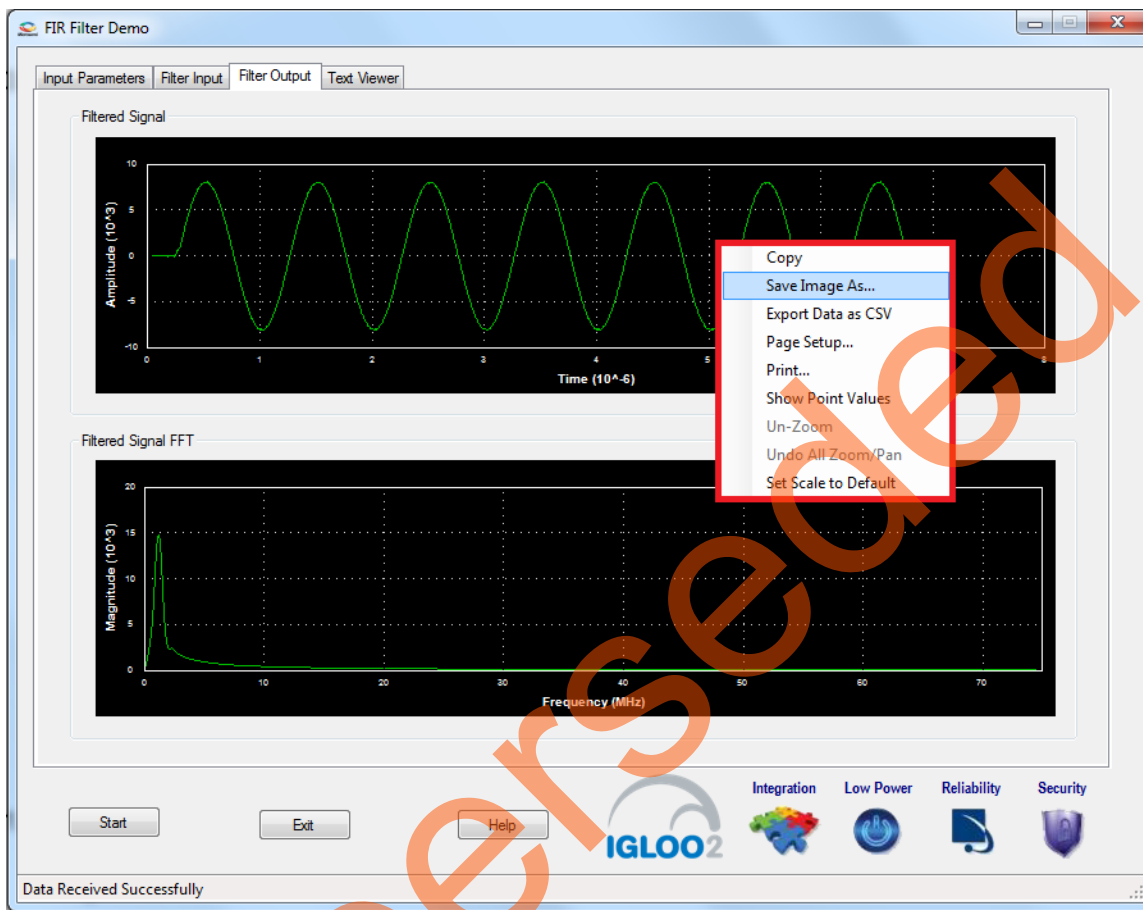 FIR Filter Demo
Input Parameters Filter Input Filter Output Text Viewer
Filtered Signal
10
5
0
-5
-10
Amplitude (10^3)
0 1 2 3 4 5 8
Time (10^-6)
Copy
Save Image As...
Export Data as CSV
Page Setup...
Print...
Show Point Values
Un-Zoom
Undo All Zoom/Pan
Set Scale to Default
Filtered Signal FFT
20
15
10
5
0
Magnitude (10^3)
0 10 20 30 40 50 60 70
Frequency (MHz)
Start Exit Help
IGLOO2
Integration Low Power Reliability Security
Data Received Successfully
erseded